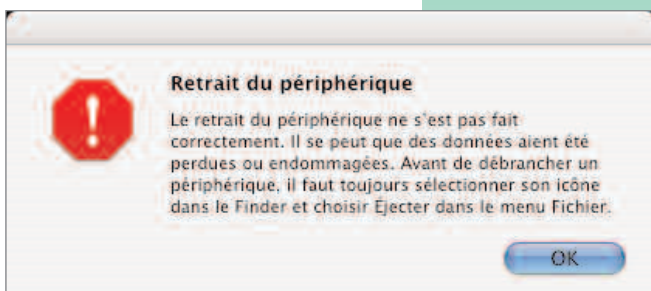 Retrait du périphérique
Le retrait du périphérique ne s'est pas fait
correctement. Il se peut que des données aient été
perdues ou endommagées. Avant de débrancher un
périphérique, il faut toujours sélectionner son icône
dans le Finder et choisir Éjecter dans le menu Fichier.
OK